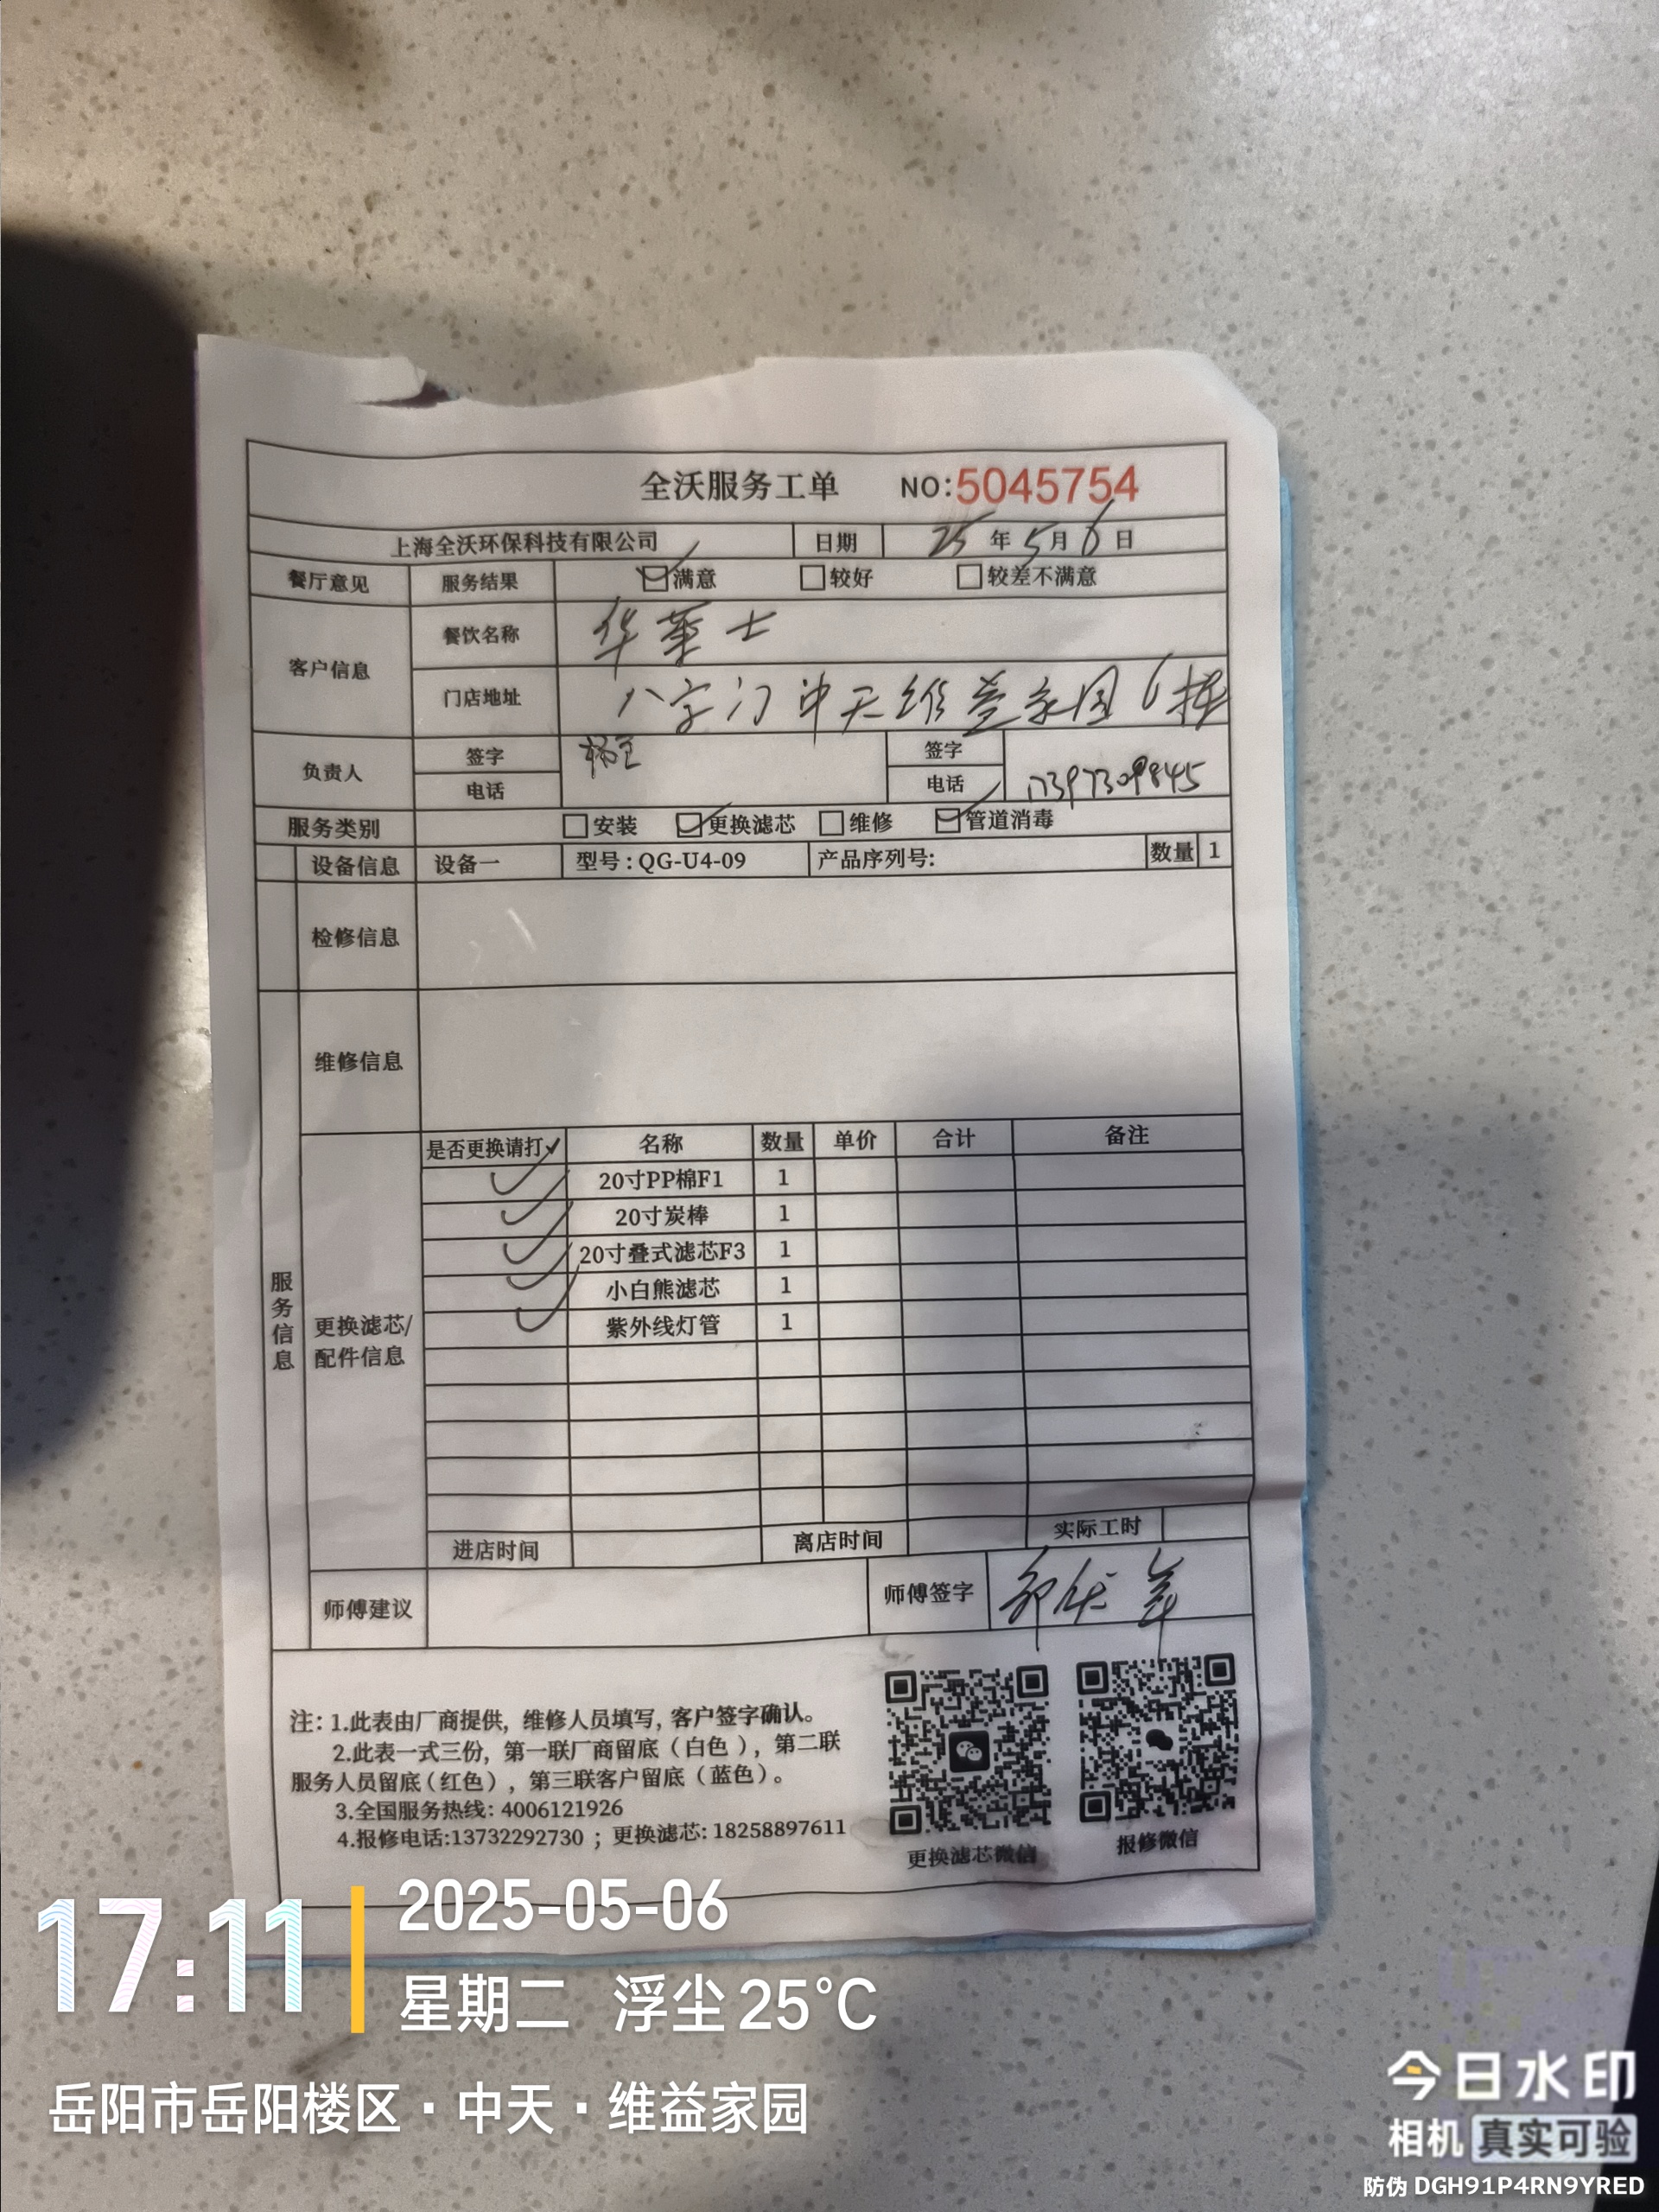 全沃服务工单 NO:5045754
上海全沃环保科技有限公司 日期 25年5月6日
餐厅意见 服务结果 ☑满意 □较好 □较差不满意
客户信息 餐饮名称 华莱士
门店地址 八字门中天维益家园6栋
负责人 签字 签字
电话 电话 17397309845
服务类别 □安装 ☑更换滤芯 □维修 ☑管道消毒
设备信息 设备一 型号:QG-U4-09 产品序列号: 数量 1
检修信息
维修信息
服务信息
更换滤芯/配件信息
是否更换请打✓ 名称 数量 单价 合计 备注
✓ 20寸PP棉F1 1
✓ 20寸炭棒 1
✓ 20寸叠式滤芯F3 1
✓ 小白熊滤芯 1
✓ 紫外线灯管 1
进店时间 离店时间 实际工时
师傅建议 师傅签字
注:1.此表由厂商提供,维修人员填写,客户签字确认。
2.此表一式三份,第一联厂商留底(白色),第二联
服务人员留底(红色),第三联客户留底(蓝色)。
3.全国服务热线:4006121926
4.报修电话:13732292730 ; 更换滤芯:18258897611
更换滤芯微信 报修微信
17:11 2025-05-06
星期二 浮尘 25℃
岳阳市岳阳楼区·中天·维益家园
今日水印
相机 真实可验
防伪 DGH91P4RN9YRED